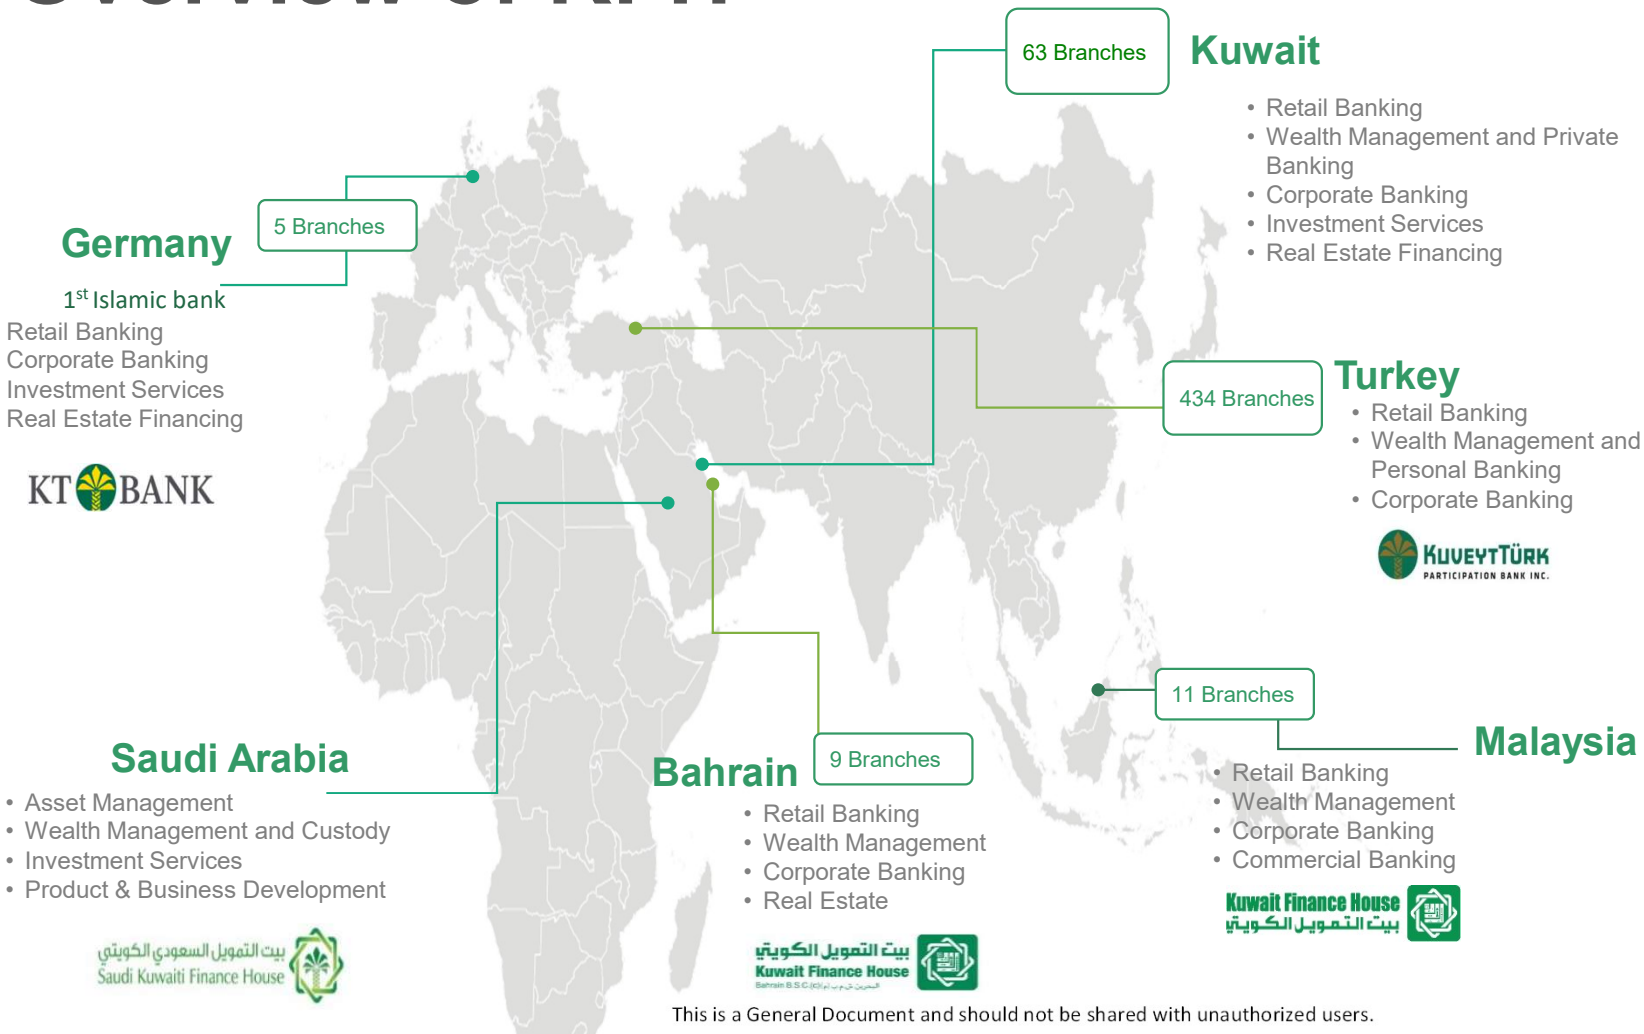 63 Branches
Kuwait
• Retail Banking
• Wealth Management and Private
Banking
• Corporate Banking
• Investment Services
• Real Estate Financing
5 Branches
Germany
1st Islamic bank
Retail Banking
Corporate Banking
Investment Services
Real Estate Financing
KT BANK
434 Branches
Turkey
• Retail Banking
• Wealth Management and
Personal Banking
• Corporate Banking
KUVEYTTÜRK
PARTICIPATION BANK INC.
11 Branches
Malaysia
• Retail Banking
• Wealth Management
• Corporate Banking
• Commercial Banking
Kuwait Finance House
بيت التمويل الكويتي
Saudi Arabia
• Asset Management
• Wealth Management and Custody
• Investment Services
• Product & Business Development
بيت التمويل السعودي الكويتي
Saudi Kuwaiti Finance House
Bahrain
9 Branches
• Retail Banking
• Wealth Management
• Corporate Banking
• Real Estate
بيت التمويل الكويتي
Kuwait Finance House
Bahrain B.S.C.(c)
This is a General Document and should not be shared with unauthorized users.